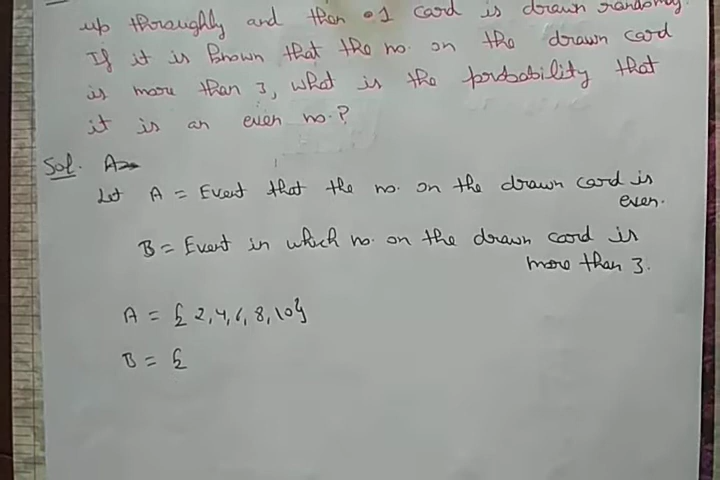 up thoroughly and then 1 card is drawn randomly.
If it is known that the no. on the drawn card
is more than 3, what is the probability that
it is an even no.?
Sol. A
Let A = Event that the no. on the drawn card is
even.
B = Event in which no. on the drawn card is
more than 3.
A = { 2, 4, 6, 8, 10}
B = {